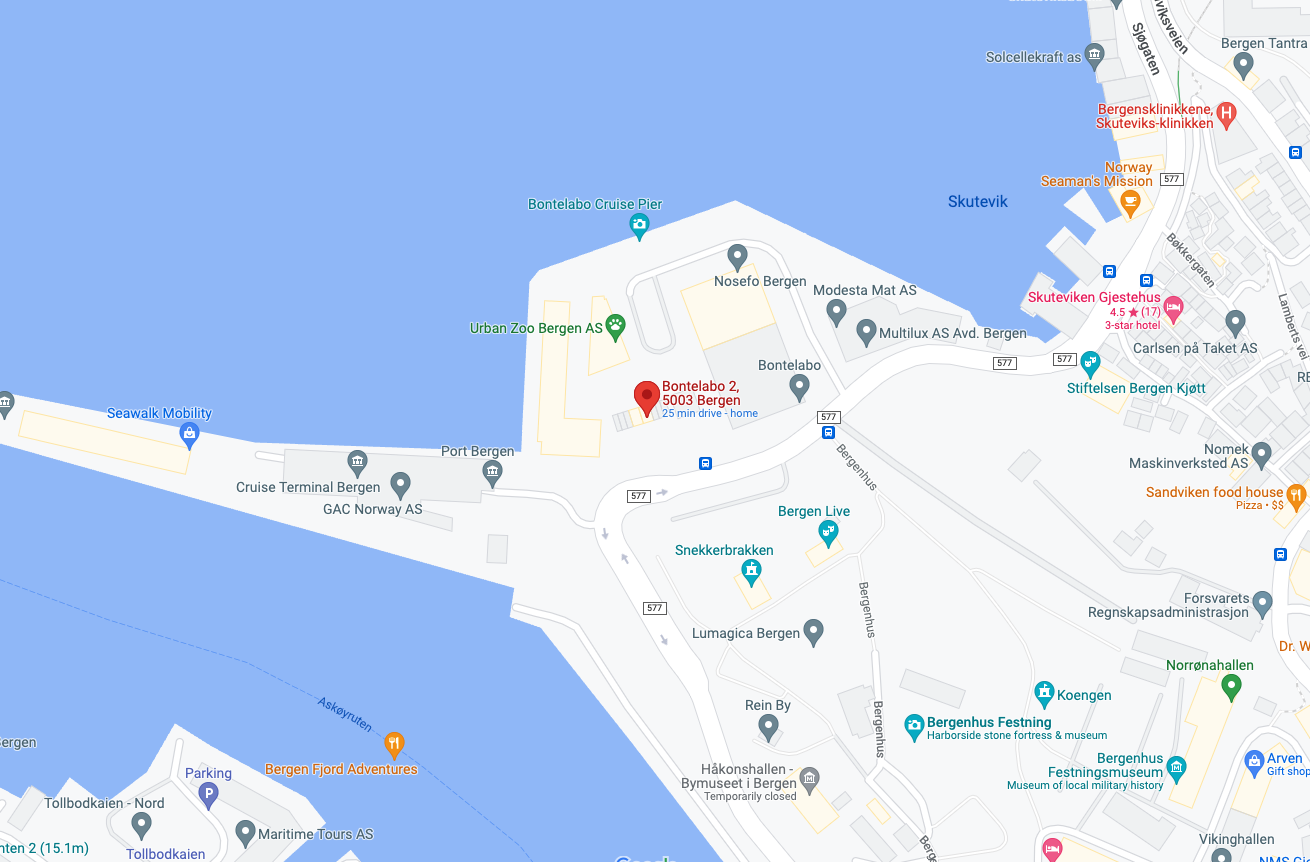 Sjøgaten
Bergen Tantra
Solcellekraft as
Bergensklinikkene,
Skuteviks-klinikken
H
Norway
Seaman's Mission
577
Bontelabo Cruise Pier
Skutevik
Bøkkergaten
Nosefo Bergen
Modesta Mat AS
Skuteviken Gjestehus
4.5 ★ (17)
3-star hotel
Lamberts vei
Urban Zoo Bergen AS
Multilux AS Avd. Bergen
Carlsen på Taket AS
577
577
Bontelabo
Stiftelsen Bergen Kjøtt
Bontelabo 2,
5003 Bergen
25 min drive - home
Seawalk Mobility
577
Port Bergen
Bergenhus
Nomek
Maskinverksted AS
Cruise Terminal Bergen
GAC Norway AS
577
Sandviken food house
Pizza • $$
Bergen Live
Snekkerbrakken
Bergenhus
577
Forsvarets
Regnskapsadministrasjon
Lumagica Bergen
Dr. W
Norrønahallen
Koengen
Askøyruten
Rein By
Bergenhus
Bergenhus Festning
Harborside stone fortress & museum
Bergen Fjord Adventures
Bergenhus
Festningsmuseum
Museum of local military history
Arven
Gift shop
Håkonshallen -
Bymuseet i Bergen
Temporarily closed
Parking
P
Tollbodkaien - Nord
Maritime Tours AS
Tollbodkaien
nten 2 (15.1m)
Vikinghallen